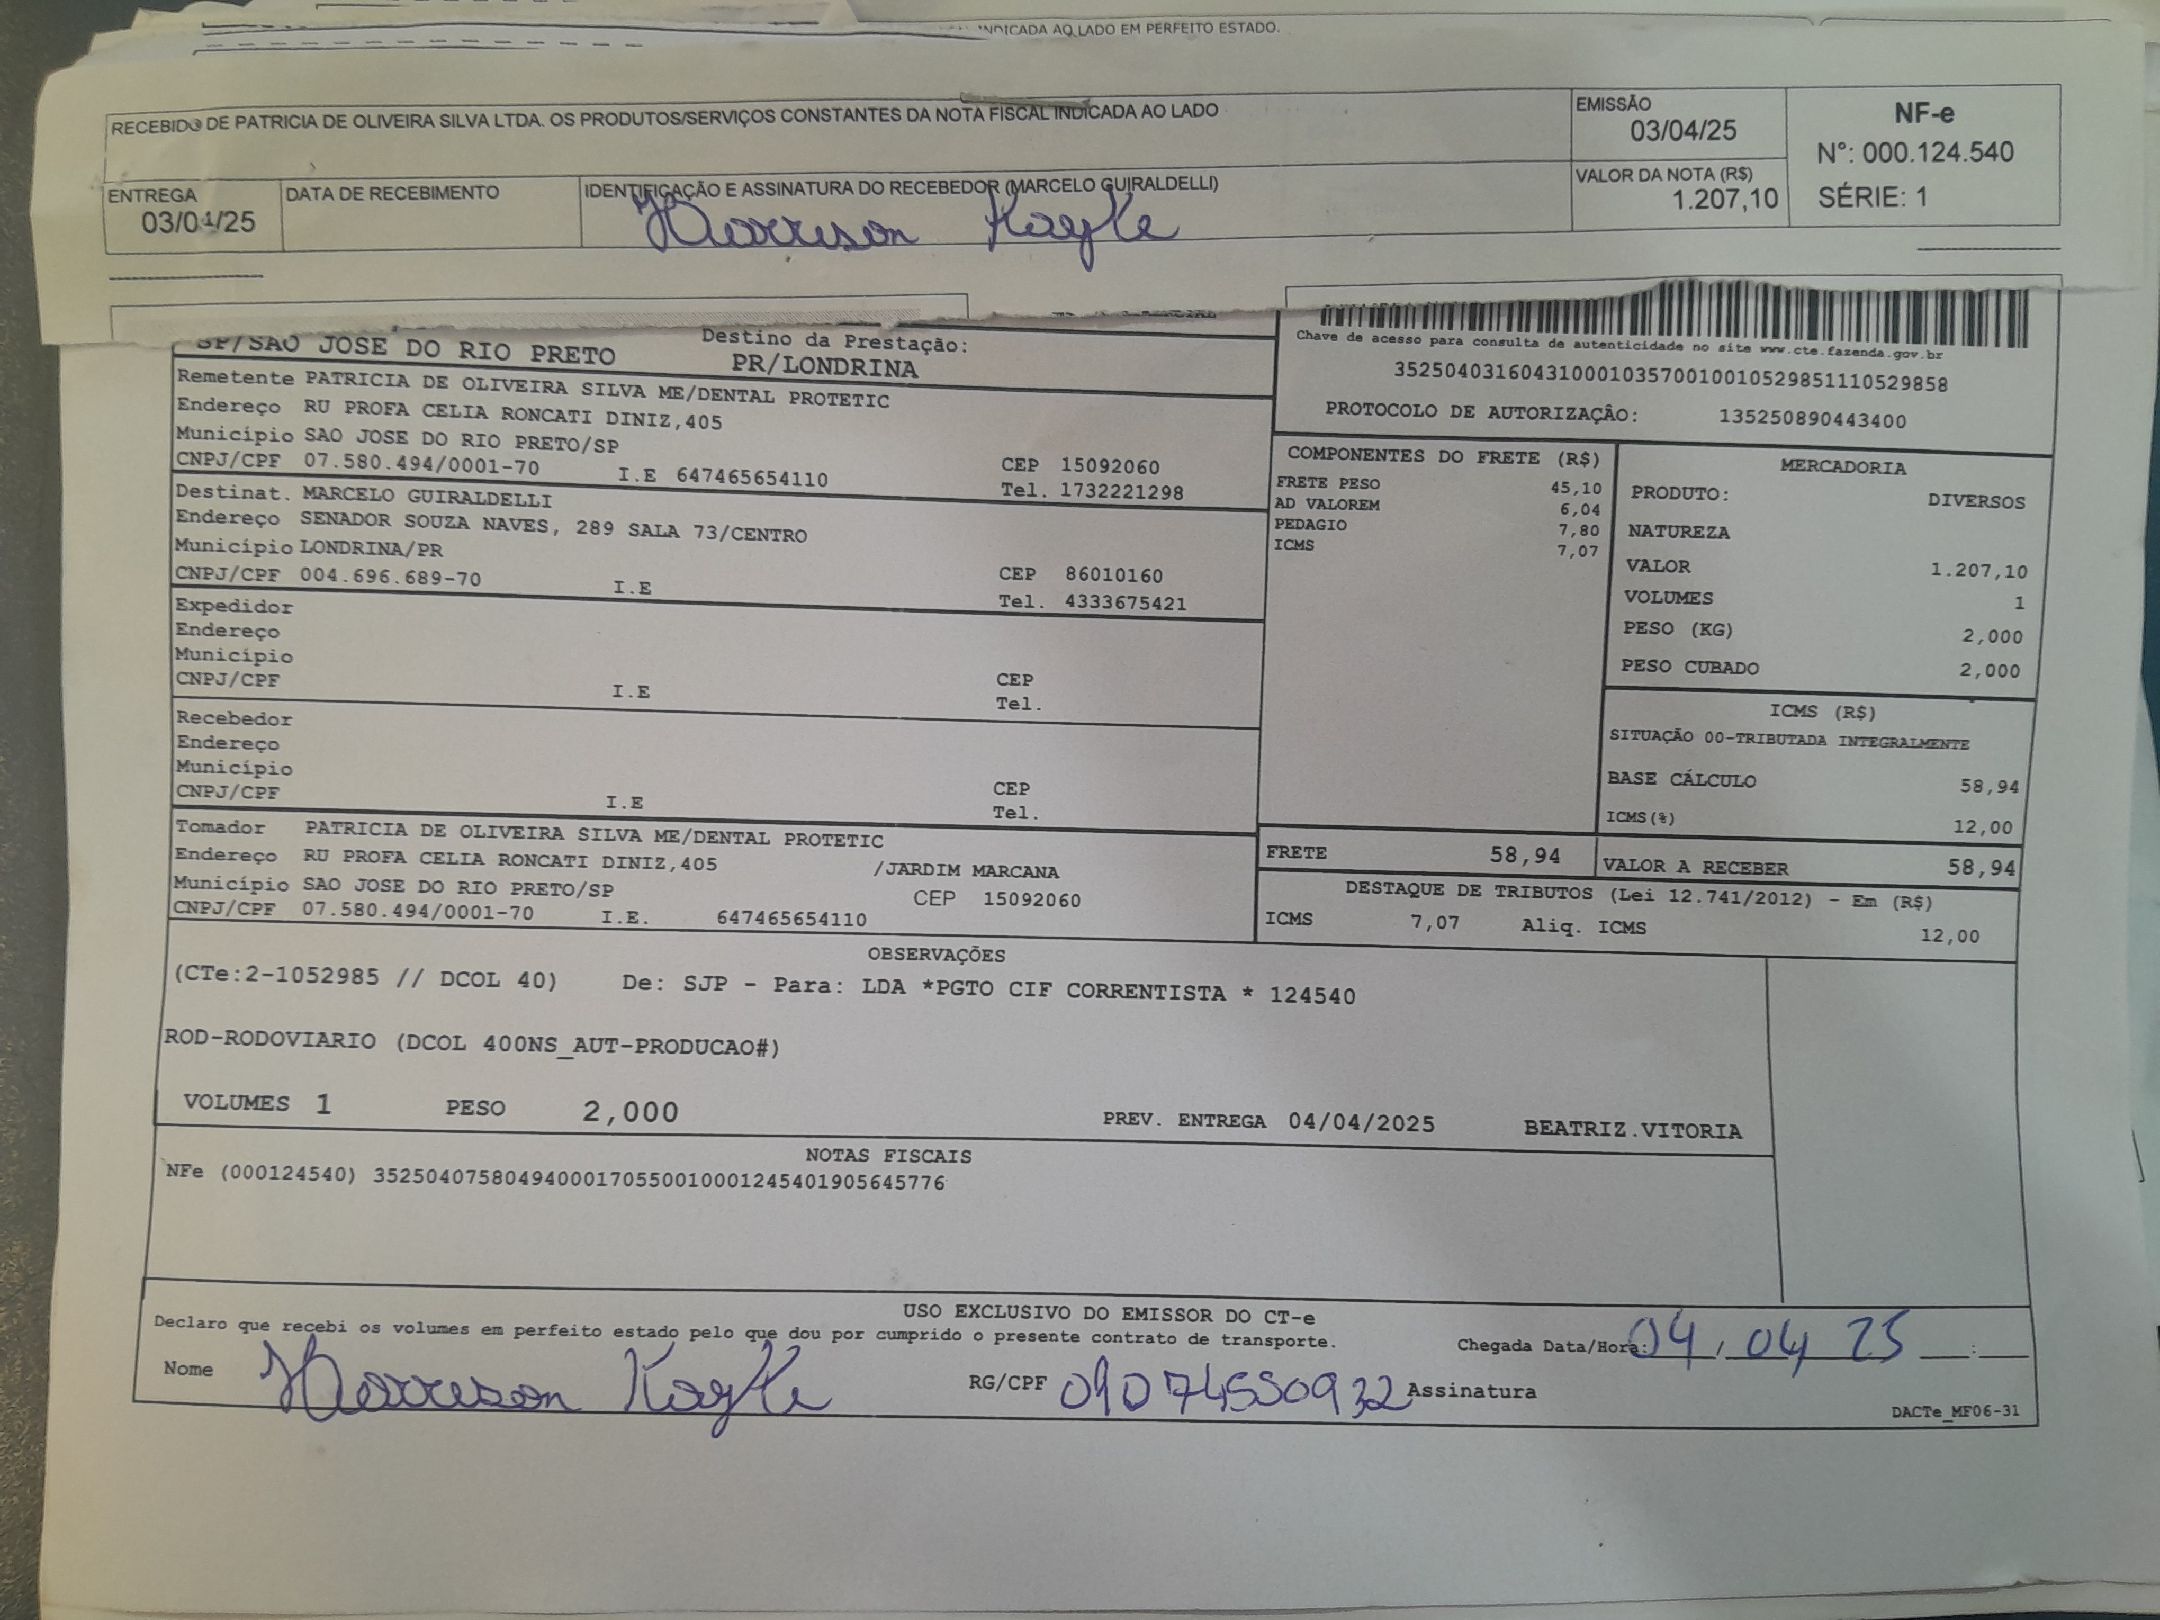 INDICADA AO LADO EM PERFEITO ESTADO.
RECEBIDO DE PATRICIA DE OLIVEIRA SILVA LTDA. OS PRODUTOS/SERVIÇOS CONSTANTES DA NOTA FISCAL INDICADA AO LADO
EMISSÃO
03/04/25
NF-e
N°: 000.124.540
SÉRIE: 1
VALOR DA NOTA (R$)
1.207,10
ENTREGA
03/04/25
DATA DE RECEBIMENTO
IDENTIFICAÇÃO E ASSINATURA DO RECEBEDOR (MARCELO GUIRALDELLI)
Harrison Kayke
SP/SAO JOSE DO RIO PRETO
Destino da Prestação:
PR/LONDRINA
Chave de acesso para consulta de autenticidade no site www.cte.fazenda.gov.br
35250403160431000103570010010529851110529858
PROTOCOLO DE AUTORIZAÇÂO: 135250890443400
Remetente PATRICIA DE OLIVEIRA SILVA ME/DENTAL PROTETIC
Endereço RU PROFA CELIA RONCATI DINIZ,405
Município SAO JOSE DO RIO PRETO/SP
CEP 15092060
CNPJ/CPF 07.580.494/0001-70 I.E 647465654110
Tel. 1732221298
Destinat. MARCELO GUIRALDELLI
Endereço SENADOR SOUZA NAVES, 289 SALA 73/CENTRO
Município LONDRINA/PR
CEP 86010160
CNPJ/CPF 004.696.689-70 I.E
Tel. 4333675421
Expedidor
Endereço
Município
CEP
CNPJ/CPF I.E
Tel.
Recebedor
Endereço
Município
CEP
CNPJ/CPF I.E
Tel.
Tomador PATRICIA DE OLIVEIRA SILVA ME/DENTAL PROTETIC
Endereço RU PROFA CELIA RONCATI DINIZ,405 /JARDIM MARCANA
Município SAO JOSE DO RIO PRETO/SP CEP 15092060
CNPJ/CPF 07.580.494/0001-70 I.E. 647465654110
COMPONENTES DO FRETE (R$)
FRETE PESO 45,10
AD VALOREM 6,04
PEDAGIO 7,80
ICMS 7,07
MERCADORIA
PRODUTO: DIVERSOS
NATUREZA
VALOR 1.207,10
VOLUMES 1
PESO (KG) 2,000
PESO CUBADO 2,000
ICMS (R$)
SITUAÇÃO 00-TRIBUTADA INTEGRALMENTE
BASE CÁLCULO 58,94
ICMS(%) 12,00
FRETE 58,94
VALOR A RECEBER 58,94
DESTAQUE DE TRIBUTOS (Lei 12.741/2012) - Em (R$)
ICMS 7,07 Aliq. ICMS 12,00
OBSERVAÇÕES
(CTe:2-1052985 // DCOL 40) De: SJP - Para: LDA *PGTO CIF CORRENTISTA * 124540
ROD-RODOVIARIO (DCOL 400NS_AUT-PRODUCAO#)
VOLUMES 1 PESO 2,000 PREV. ENTREGA 04/04/2025 BEATRIZ.VITORIA
NOTAS FISCAIS
NFe (000124540) 35250407580494000170550010001245401905645776
USO EXCLUSIVO DO EMISSOR DO CT-e
Declaro que recebi os volumes em perfeito estado pelo que dou por cumprido o presente contrato de transporte.
Chegada Data/Hora: 04, 04 25 __:__
Nome Harrison Kayke RG/CPF 09074550932 Assinatura
DACTe_MF06-31